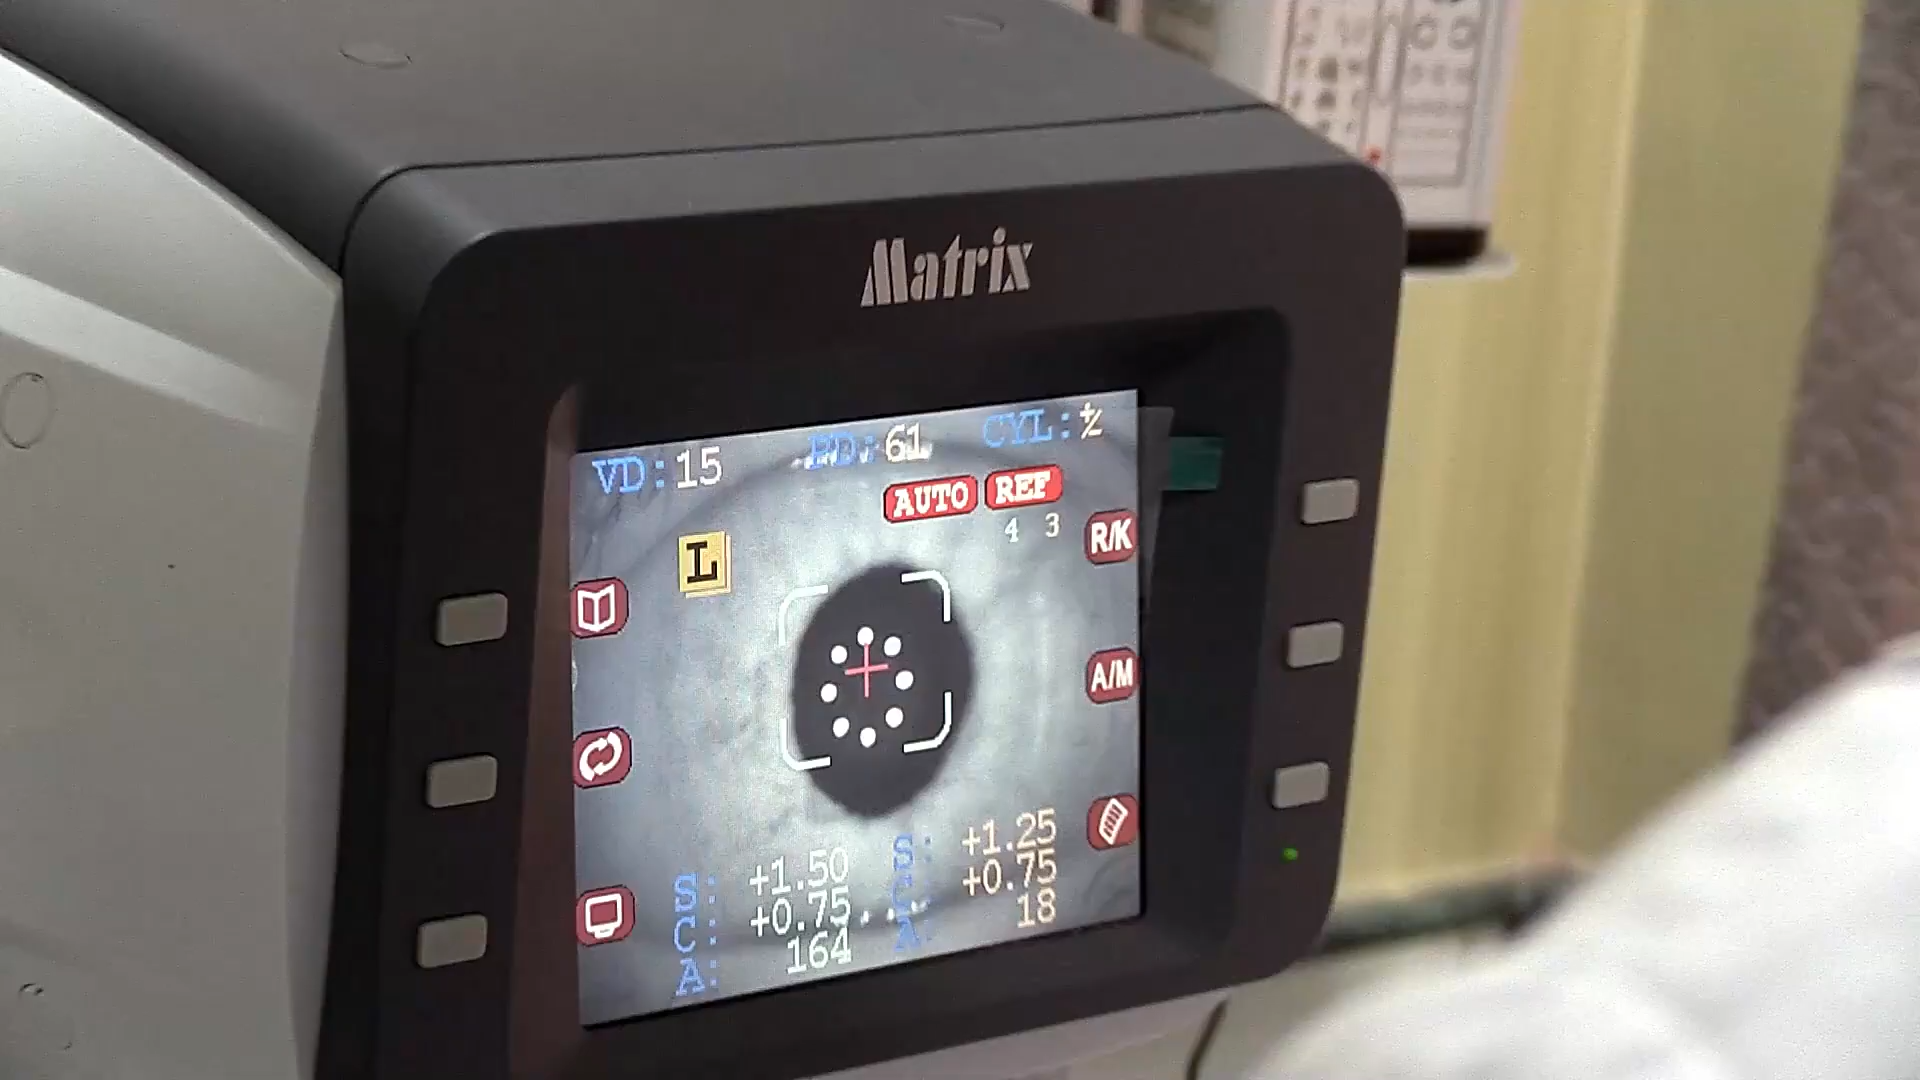 Matrix
VD:15 PD:61 CYL:±
AUTO REF
4 3
R/K
L
A/M
S: +1.50 S: +1.25
C: +0.75 C: +0.75
A: 164 A: 18